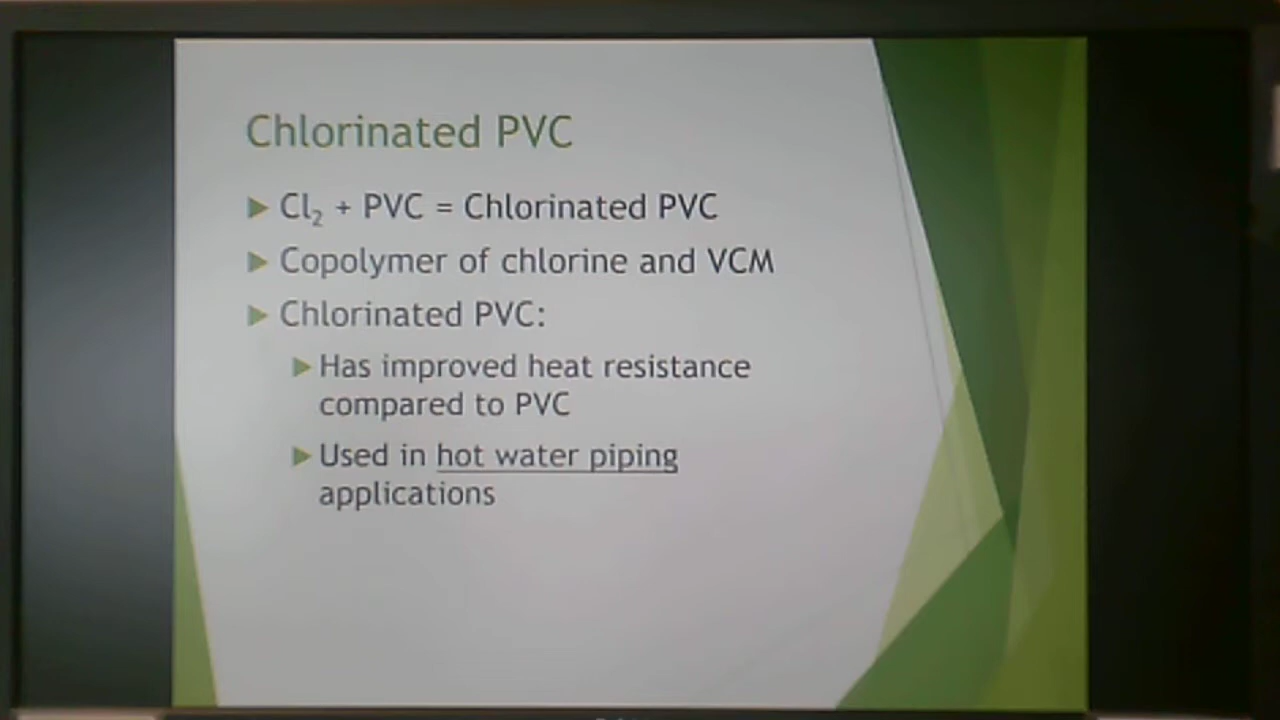 Chlorinated PVC
Cl₂ + PVC = Chlorinated PVC
Copolymer of chlorine and VCM
Chlorinated PVC:
Has improved heat resistance
compared to PVC
Used in hot water piping
applications